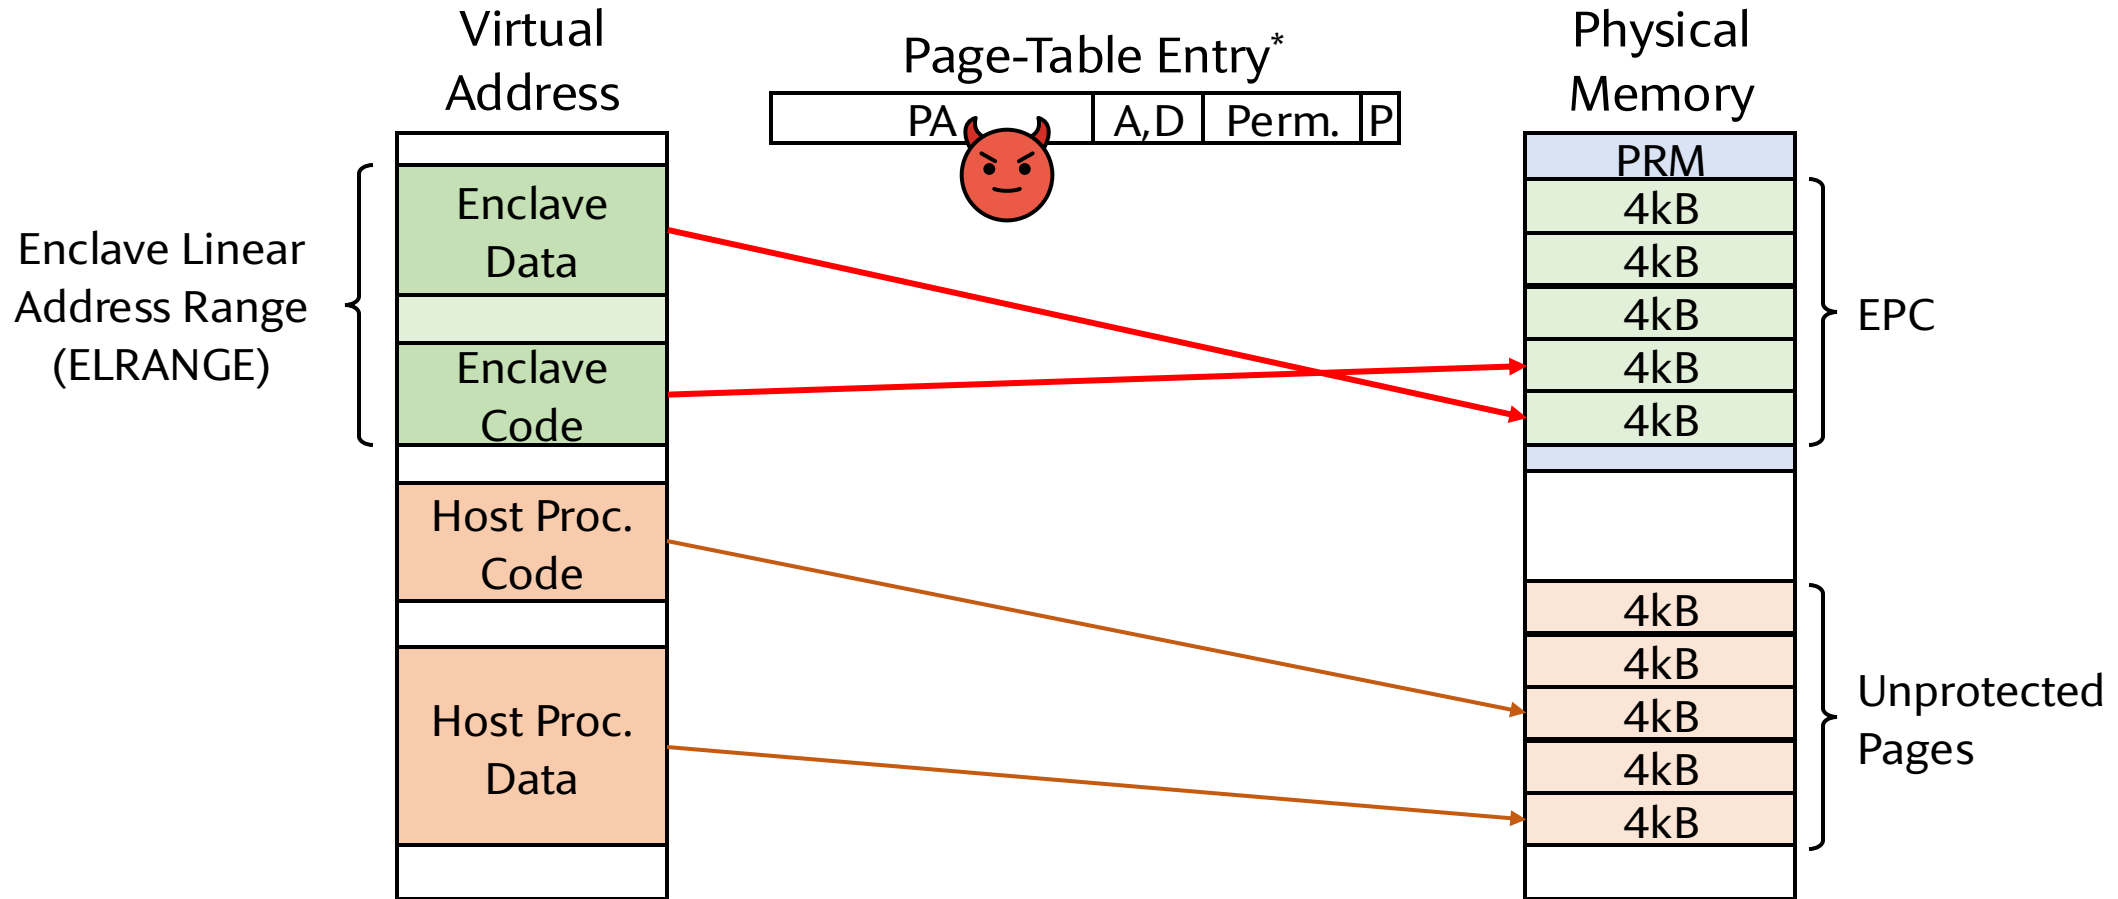 Virtual
Address
Page-Table Entry*
PA
A,D
Perm.
P
Physical
Memory
Enclave Linear
Address Range
(ELRANGE)
Enclave
Data
Enclave
Code
Host Proc.
Code
Host Proc.
Data
PRM
4kB
4kB
4kB
4kB
4kB
EPC
4kB
4kB
4kB
4kB
4kB
Unprotected
Pages